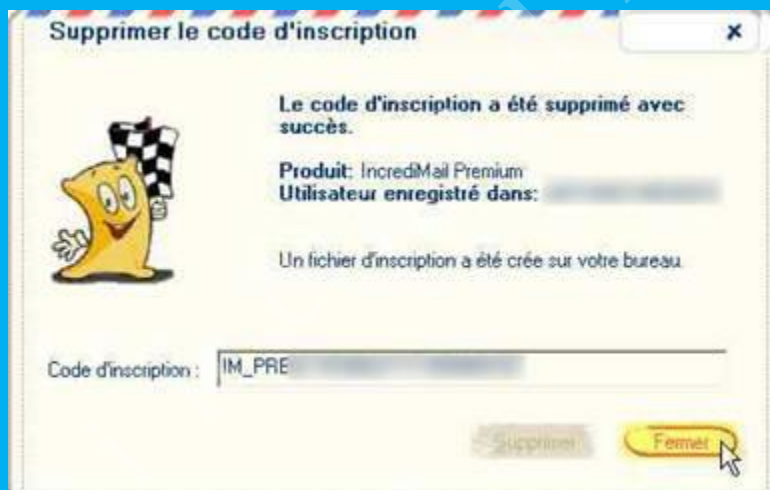 Supprimer le code d'inscription
Le code d'inscription a été supprimé avec
succès.
Produit: IncrediMail Premium
Utilisateur enregistré dans:
Un fichier d'inscription a été crée sur votre bureau.
Code d'inscription : IM_PRE
Supprimer Fermer